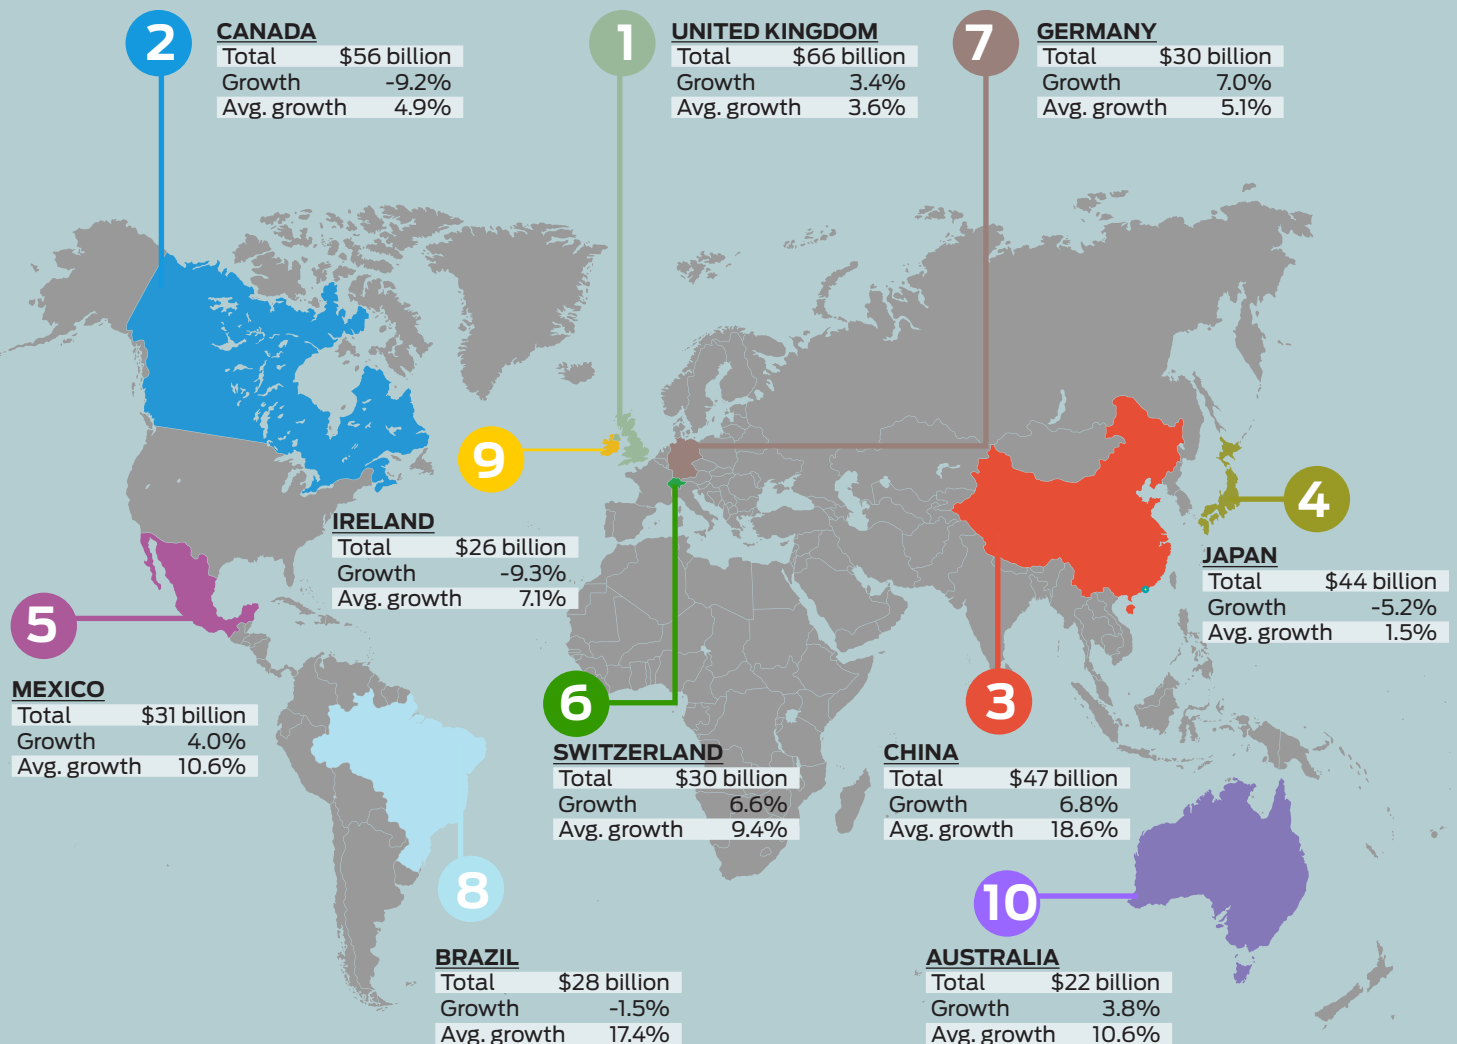 2
CANADA
Total $56 billion
Growth -9.2%
Avg. growth 4.9%
1
UNITED KINGDOM
Total $66 billion
Growth 3.4%
Avg. growth 3.6%
7
GERMANY
Total $30 billion
Growth 7.0%
Avg. growth 5.1%
9
IRELAND
Total $26 billion
Growth -9.3%
Avg. growth 7.1%
4
JAPAN
Total $44 billion
Growth -5.2%
Avg. growth 1.5%
5
MEXICO
Total $31 billion
Growth 4.0%
Avg. growth 10.6%
6
SWITZERLAND
Total $30 billion
Growth 6.6%
Avg. growth 9.4%
3
CHINA
Total $47 billion
Growth 6.8%
Avg. growth 18.6%
8
BRAZIL
Total $28 billion
Growth -1.5%
Avg. growth 17.4%
10
AUSTRALIA
Total $22 billion
Growth 3.8%
Avg. growth 10.6%